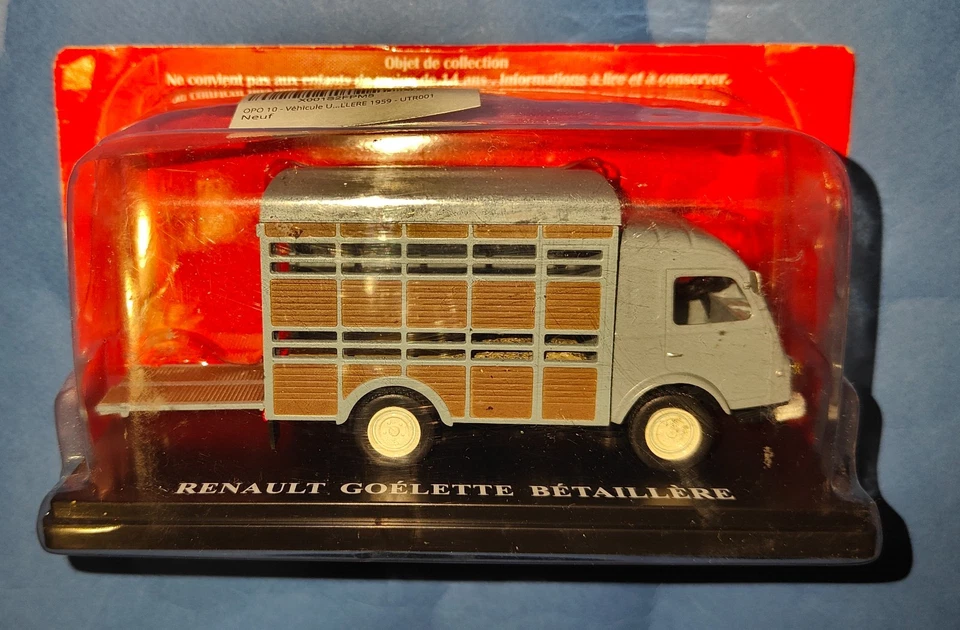 Objet de collection
Ne convient pas aux enfants de moins de 14 ans - Informations à lire et à conserver.
OPO 10 - Véhicule U...LLERE 1959 - UTR001
Neuf
RENAULT GOÉLETTE BÉTAILLÈRE